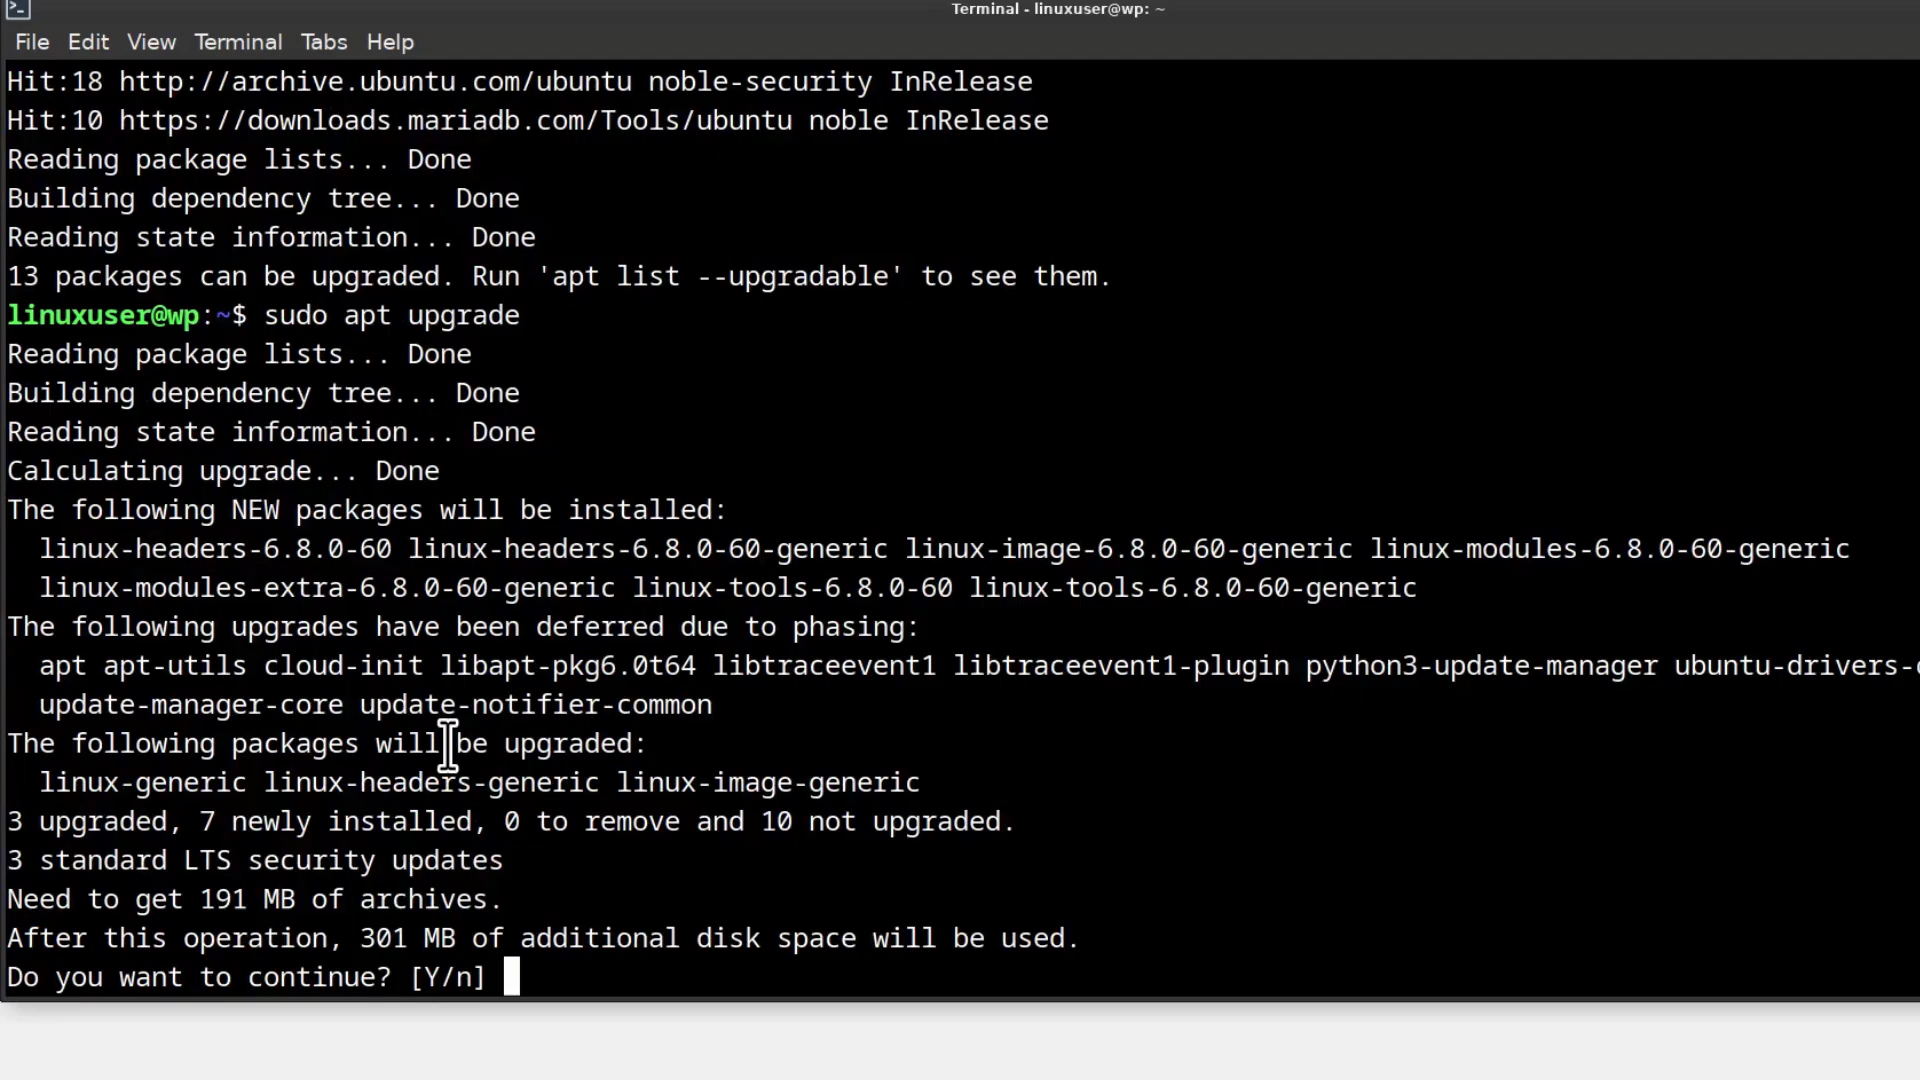 Terminal - linuxuser@wp: ~
File Edit View Terminal Tabs Help
Hit:18 http://archive.ubuntu.com/ubuntu noble-security InRelease
Hit:10 https://downloads.mariadb.com/Tools/ubuntu noble InRelease
Reading package lists... Done
Building dependency tree... Done
Reading state information... Done
13 packages can be upgraded. Run 'apt list --upgradable' to see them.
linuxuser@wp:~$ sudo apt upgrade
Reading package lists... Done
Building dependency tree... Done
Reading state information... Done
Calculating upgrade... Done
The following NEW packages will be installed:
  linux-headers-6.8.0-60 linux-headers-6.8.0-60-generic linux-image-6.8.0-60-generic linux-modules-6.8.0-60-generic
  linux-modules-extra-6.8.0-60-generic linux-tools-6.8.0-60 linux-tools-6.8.0-60-generic
The following upgrades have been deferred due to phasing:
  apt apt-utils cloud-init libapt-pkg6.0t64 libtraceevent1 libtraceevent1-plugin python3-update-manager ubuntu-drivers-
  update-manager-core update-notifier-common
The following packages will be upgraded:
  linux-generic linux-headers-generic linux-image-generic
3 upgraded, 7 newly installed, 0 to remove and 10 not upgraded.
3 standard LTS security updates
Need to get 191 MB of archives.
After this operation, 301 MB of additional disk space will be used.
Do you want to continue? [Y/n]